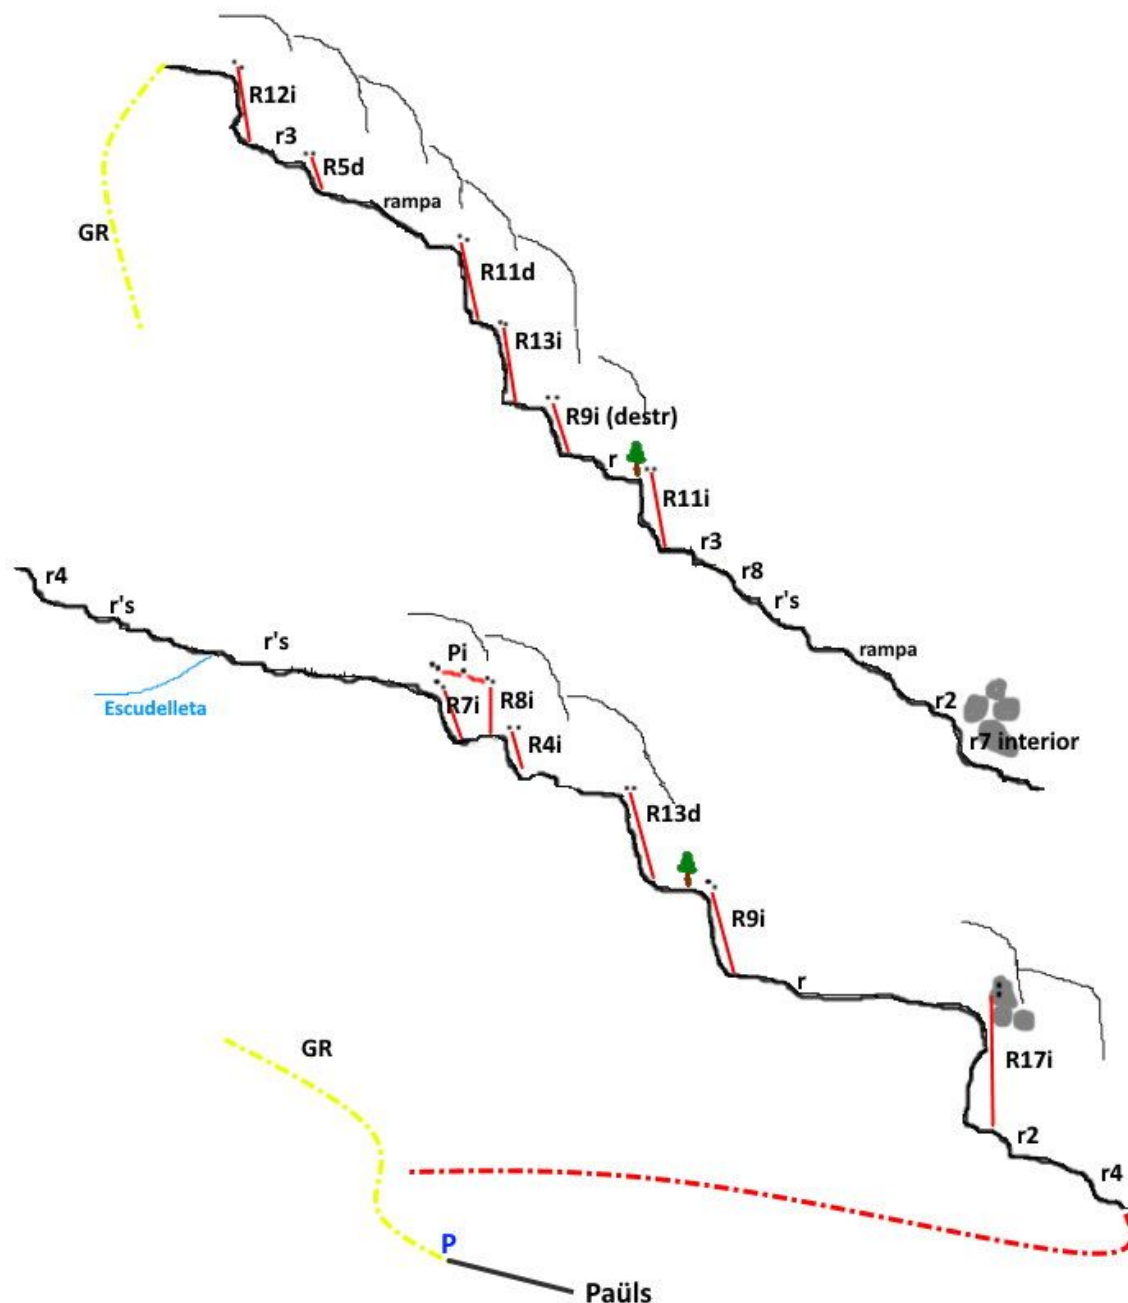 R12i
r3
R5d
rampa
GR
R11d
R13i
R9i (destr)
r
R11i
r3
r8
r's
rampa
r2
r7 interior
r4
r's
r's
Escudelleta
Pi
R7i
R8i
R4i
R13d
R9i
r
R17i
r2
r4
GR
P
Paüls